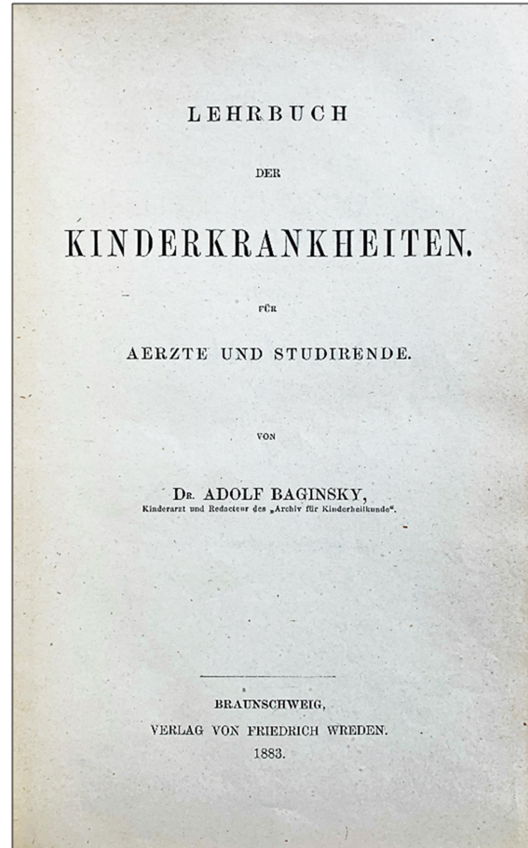 LEHRBUCH
DER
KINDERKRANKHEITEN.
FÜR
AERZTE UND STUDIRENDE.
VON
DR. ADOLF BAGINSKY,
Kinderarzt und Redacteur des „Archiv für Kinderheilkunde“.
BRAUNSCHWEIG,
VERLAG VON FRIEDRICH WREDEN.
1883.